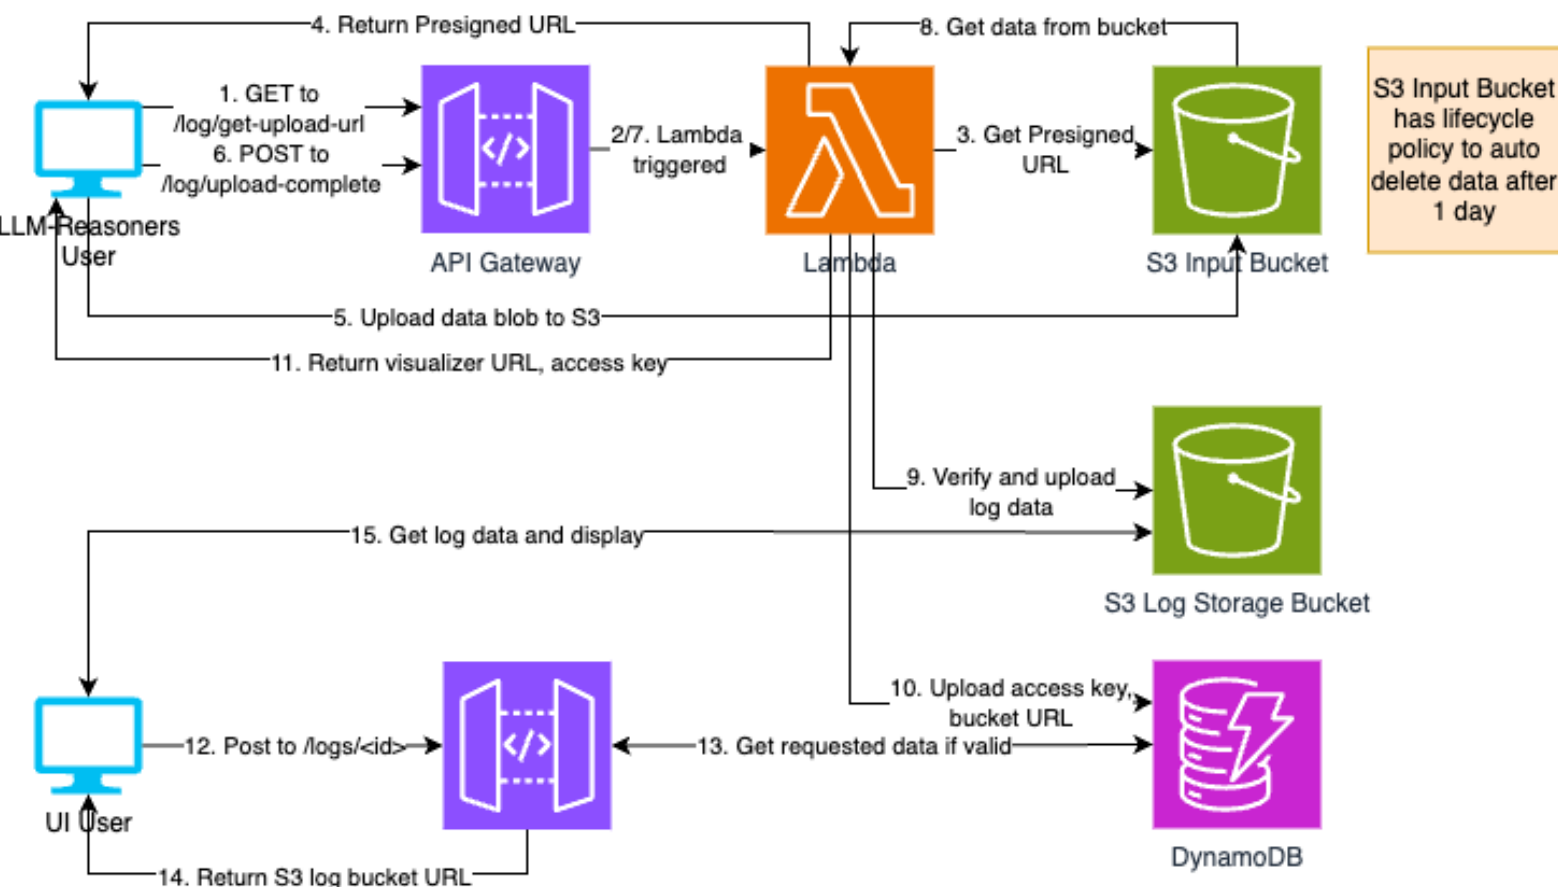 4. Return Presigned URL
8. Get data from bucket
1. GET to
/log/get-upload-url
6. POST to
/log/upload-complete
2/7. Lambda
triggered
3. Get Presigned
URL
S3 Input Bucket
has lifecycle
policy to auto
delete data after
1 day
LLM-Reasoners
User
API Gateway
Lambda
S3 Input Bucket
5. Upload data blob to S3
11. Return visualizer URL, access key
9. Verify and upload
log data
15. Get log data and display
S3 Log Storage Bucket
10. Upload access key,
bucket URL
12. Post to /logs/<id>
13. Get requested data if valid
UI User
DynamoDB
14. Return S3 log bucket URL